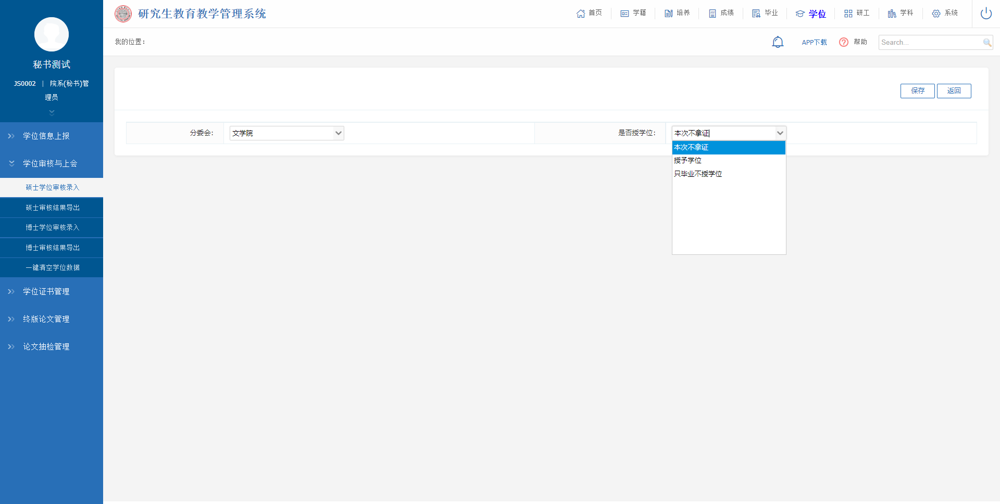 研究生教育教学管理系统
首页
学籍
培养
成绩
毕业
学位
研工
学科
系统
我的位置：
APP下载
帮助
Search...
秘书测试
JS0002 | 院系(秘书)管
理员
学位信息上报
学位审核与上会
硕士学位审核录入
硕士审核结果导出
博士学位审核录入
博士审核结果导出
一键清空学位数据
学位证书管理
终版论文管理
论文抽检管理
保存
返回
分委会:
文学院
是否授学位:
本次不拿证
本次不拿证
授予学位
只毕业不授学位